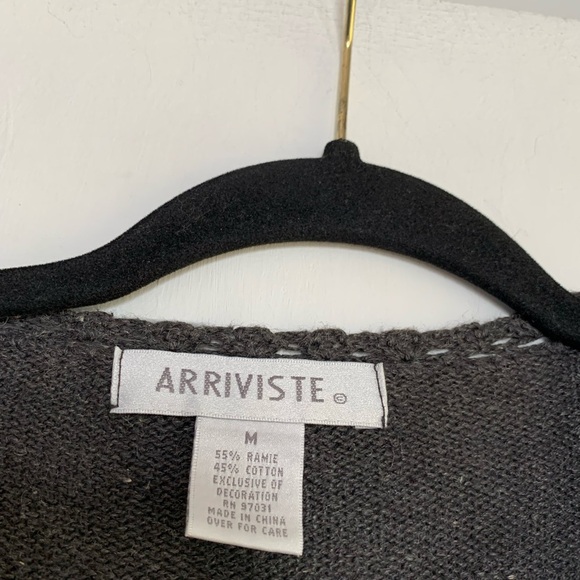 ARRIVISTE ©
M
55% RAMIE
45% COTTON
EXCLUSIVE OF
DECORATION
RN 97031
MADE IN CHINA
OVER FOR CARE